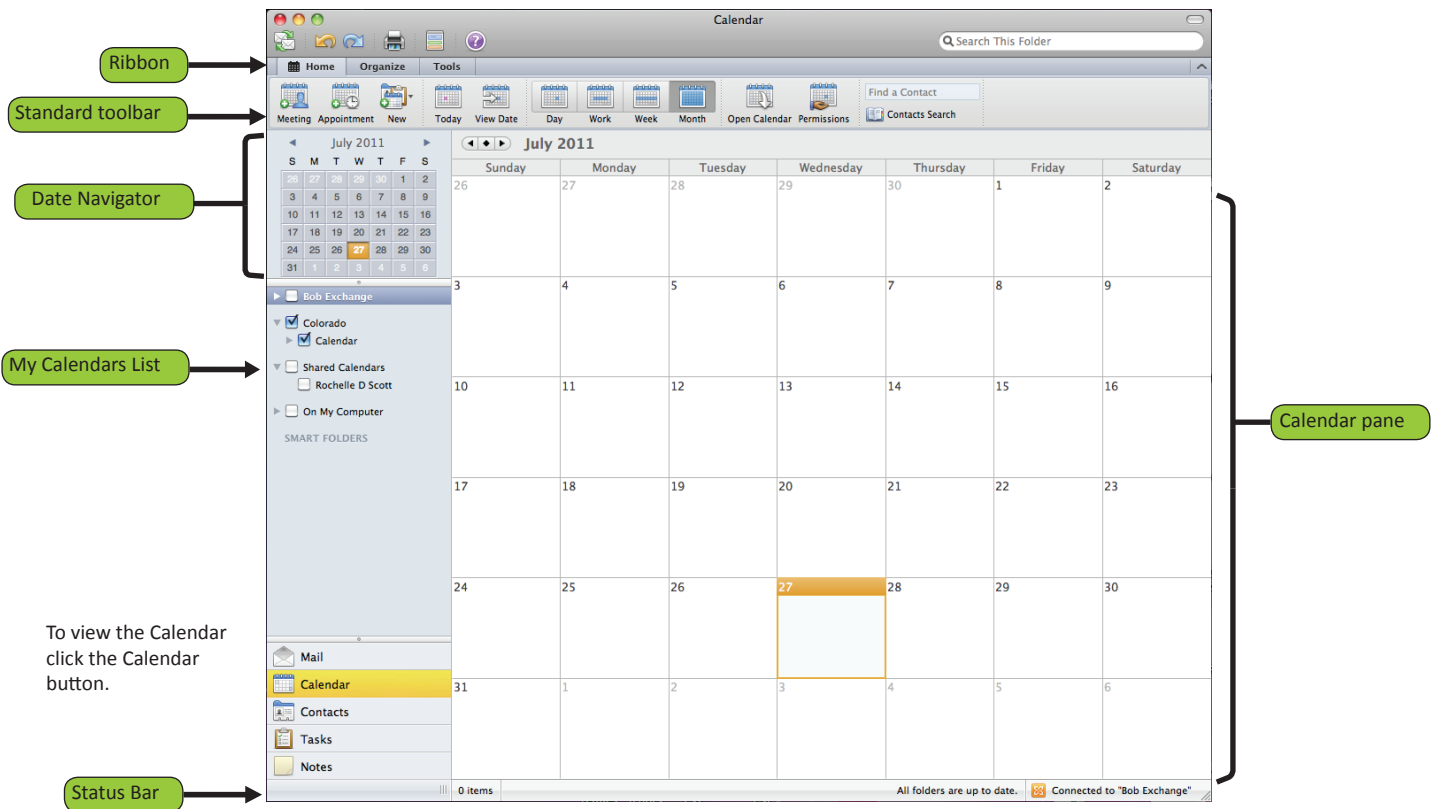 Calendar
Search This Folder
Ribbon
Home Organize Tools
Standard toolbar
Meeting Appointment New Today View Date Day Work Week Month Open Calendar Permissions
Find a Contact
Contacts Search
Date Navigator
July 2011
S M T W T F S
26 27 28 29 30 1 2
3 4 5 6 7 8 9
10 11 12 13 14 15 16
17 18 19 20 21 22 23
24 25 26 27 28 29 30
31 1 2 3 4 5 6
My Calendars List
Bob Exchange
Colorado
Calendar
Shared Calendars
Rochelle D Scott
On My Computer
SMART FOLDERS
To view the Calendar
click the Calendar
button.
Mail
Calendar
Contacts
Tasks
Notes
July 2011
Sunday Monday Tuesday Wednesday Thursday Friday Saturday
26 27 28 29 30 1 2
3 4 5 6 7 8 9
10 11 12 13 14 15 16
17 18 19 20 21 22 23
24 25 26 27 28 29 30
31 1 2 3 4 5 6
Calendar pane
Status Bar
0 items
All folders are up to date.
Connected to "Bob Exchange"